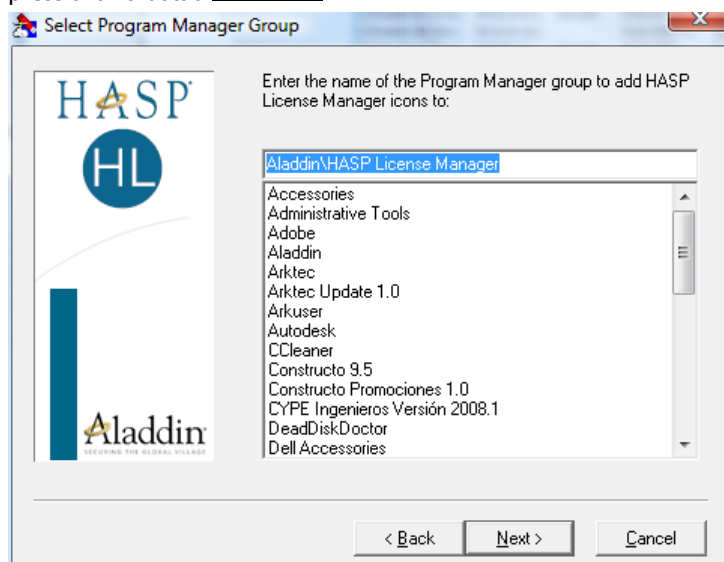 Select Program Manager Group
HASP
HL
Enter the name of the Program Manager group to add HASP
License Manager icons to:
Aladdin\HASP License Manager
Accessories
Administrative Tools
Adobe
Aladdin
Arktec
Arktec Update 1.0
Arkuser
Autodesk
CCleaner
Constructo 9.5
Constructo Promociones 1.0
CYPE Ingenieros Versión 2008.1
DeadDiskDoctor
Dell Accessories
Aladdin
SECURING THE GLOBAL VILLAGE
< Back
Next >
Cancel